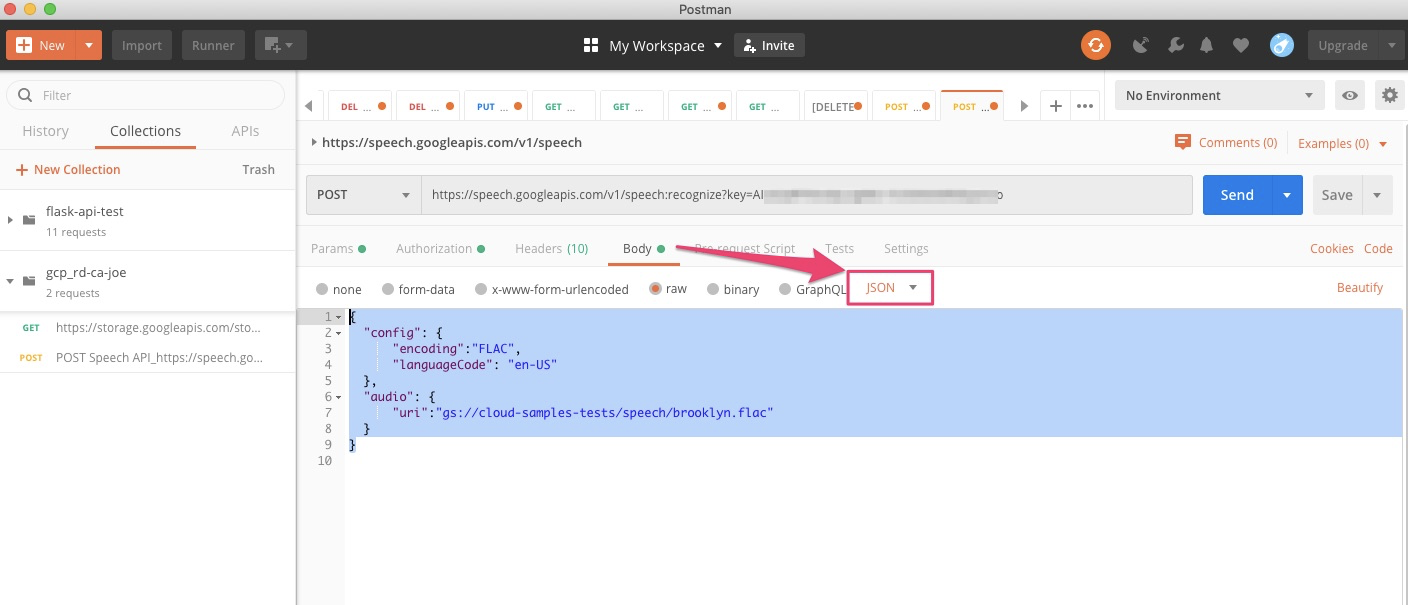 Postman
New Import Runner My Workspace Invite Upgrade
Filter
History Collections APIs
New Collection Trash
flask-api-test
11 requests
gcp_rd-ca-joe
2 requests
GET https://storage.googleapis.com/sto...
POST POST Speech API_https://speech.go...
DEL ... DEL ... PUT ... GET ... GET ... GET ... GET ... [DELETE POST ... POST ... No Environment
https://speech.googleapis.com/v1/speech Comments (0) Examples (0)
POST https://speech.googleapis.com/v1/speech:recognize?key=AI o Send Save
Params Authorization Headers (10) Body Pre-request Script Tests Settings Cookies Code
none form-data x-www-form-urlencoded raw binary GraphQL JSON Beautify
1 {
2 "config": {
3 "encoding":"FLAC",
4 "languageCode": "en-US"
5 },
6 "audio": {
7 "uri":"gs://cloud-samples-tests/speech/brooklyn.flac"
8 }
9 }
10